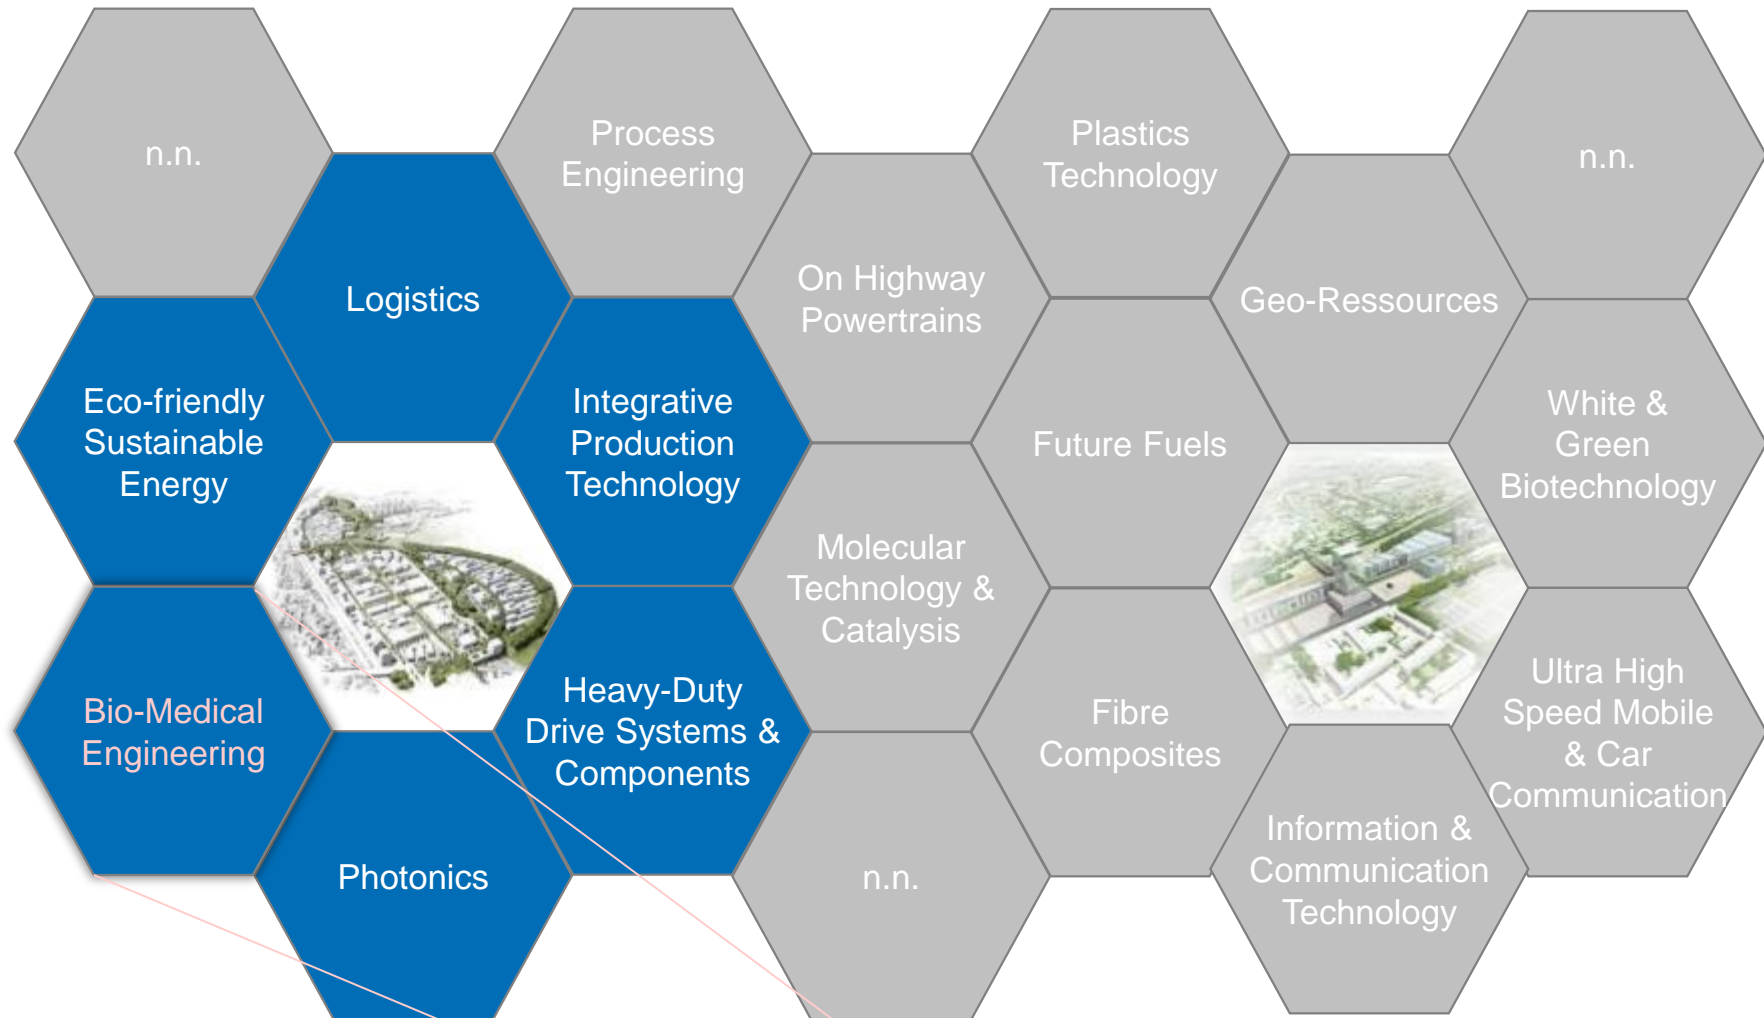 n.n.
Process
Engineering
Plastics
Technology
n.n.
Logistics
On Highway
Powertrains
Geo-Ressources
Eco-friendly
Sustainable
Energy
Integrative
Production
Technology
Future Fuels
White &
Green
Biotechnology
Molecular
Technology &
Catalysis
Bio-Medical
Engineering
Heavy-Duty
Drive Systems &
Components
Fibre
Composites
Ultra High
Speed Mobile
& Car
Communication
Photonics
n.n.
Information &
Communication
Technology